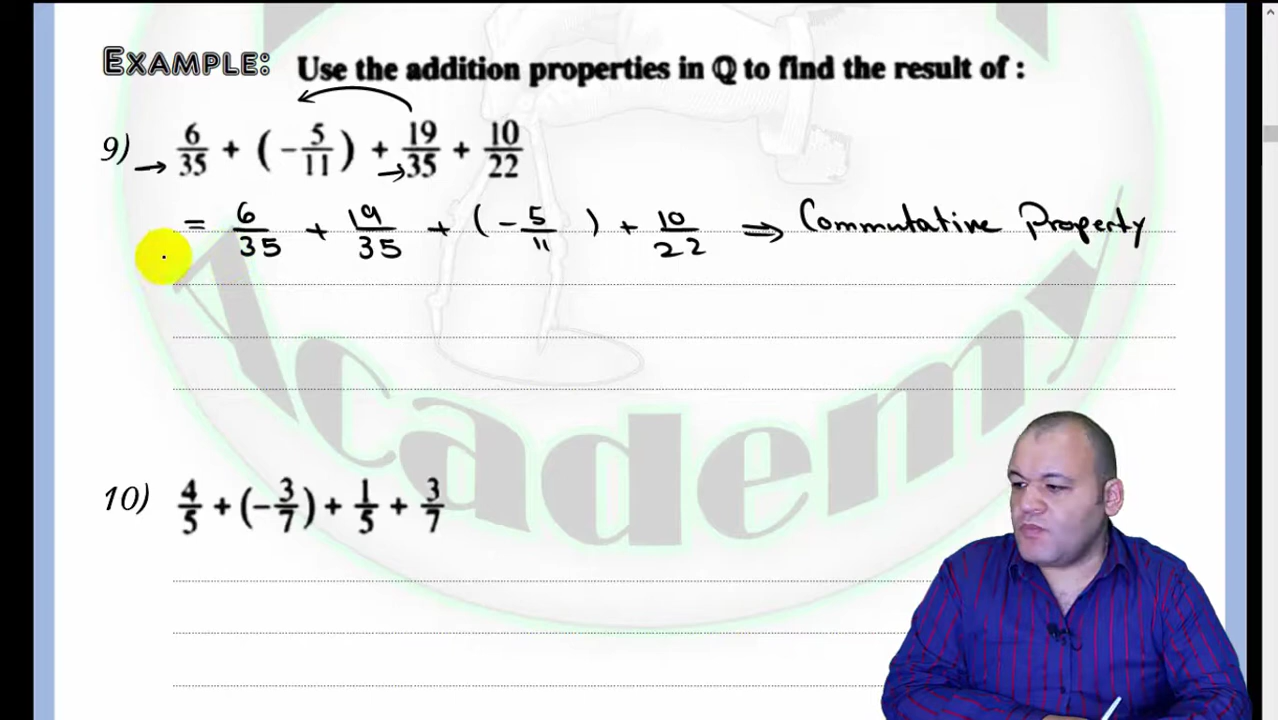 EXAMPLE: Use the addition properties in Q to find the result of :
9) → 6/35 + (-5/11) + 19/35 + 10/22
= 6/35 + 19/35 + (-5/11) + 10/22 ⇒ Commutative Property
Academy
10) 4/5 + (-3/7) + 1/5 + 3/7